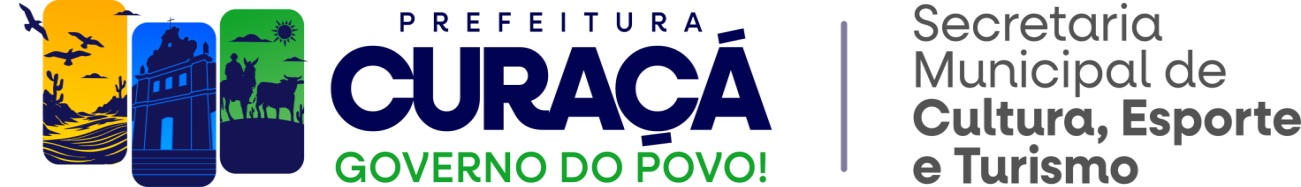 PREFEITURA
CURAÇÁ
GOVERNO DO POVO!
Secretaria
Municipal de
Cultura, Esporte
e Turismo